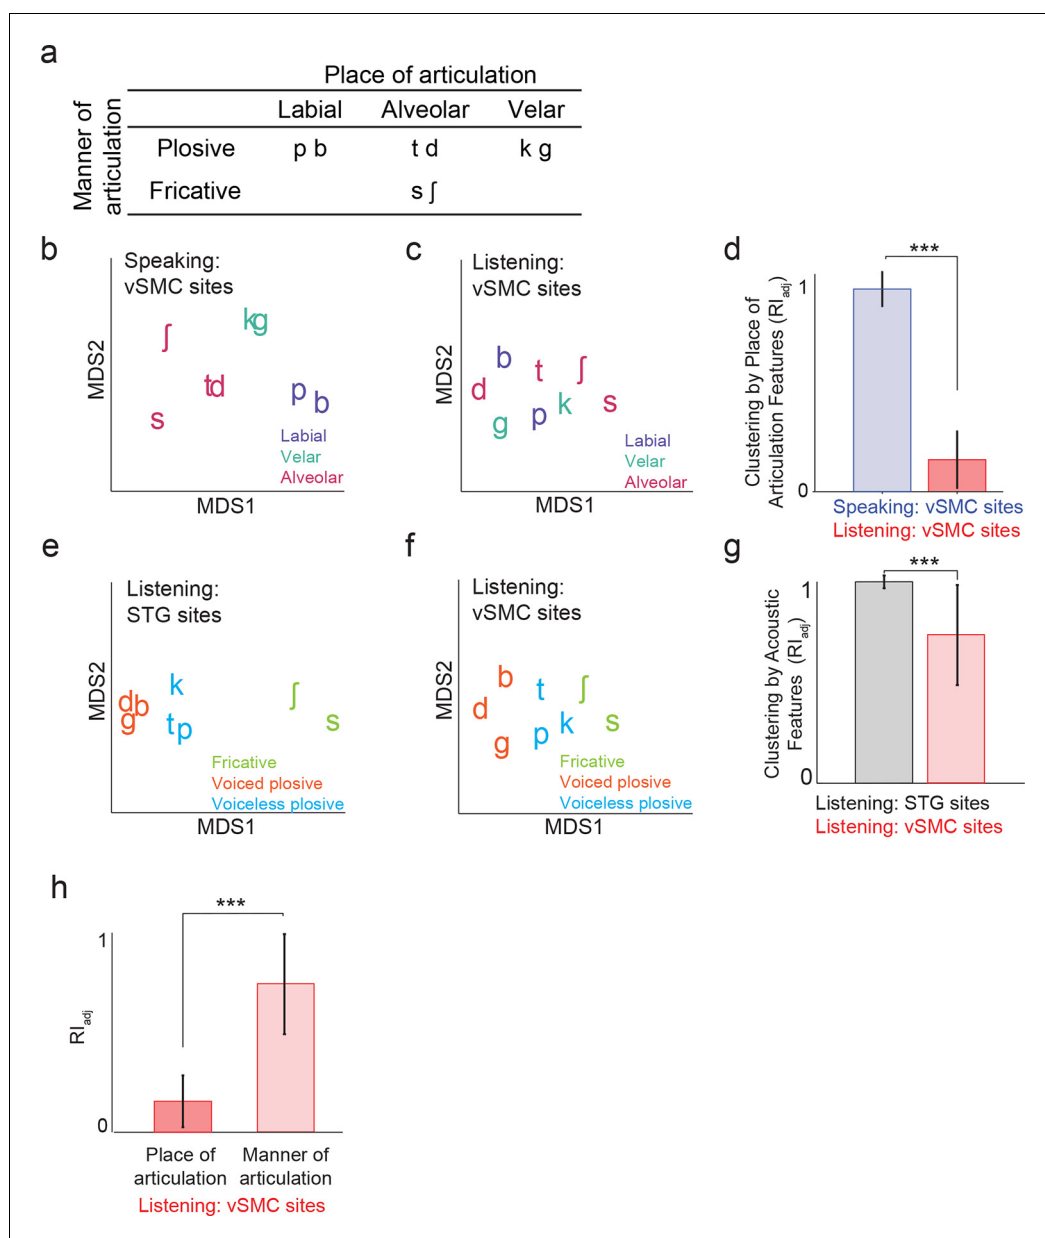 a
Place of articulation
Manner of
articulation
Labial Alveolar Velar
Plosive p b t d k g
Fricative s ʃ
b
Speaking:
vSMC sites
MDS2
ʃ
kg
td
s
p
b
Labial
Velar
Alveolar
MDS1
c
Listening:
vSMC sites
MDS2
b
d
g
t
p
k
ʃ
s
Labial
Velar
Alveolar
MDS1
d
***
Clustering by Place of
Articulation Features (RIadj)
1
0
Speaking: vSMC sites
Listening: vSMC sites
e
Listening:
STG sites
MDS2
d
b
g
k
t
p
ʃ
s
Fricative
Voiced plosive
Voiceless plosive
MDS1
f
Listening:
vSMC sites
MDS2
b
d
g
t
p
k
ʃ
s
Fricative
Voiced plosive
Voiceless plosive
MDS1
g
***
Clustering by Acoustic
Features (RIadj)
1
0
Listening: STG sites
Listening: vSMC sites
h
***
RIadj
1
0
Place of
articulation
Manner of
articulation
Listening: vSMC sites